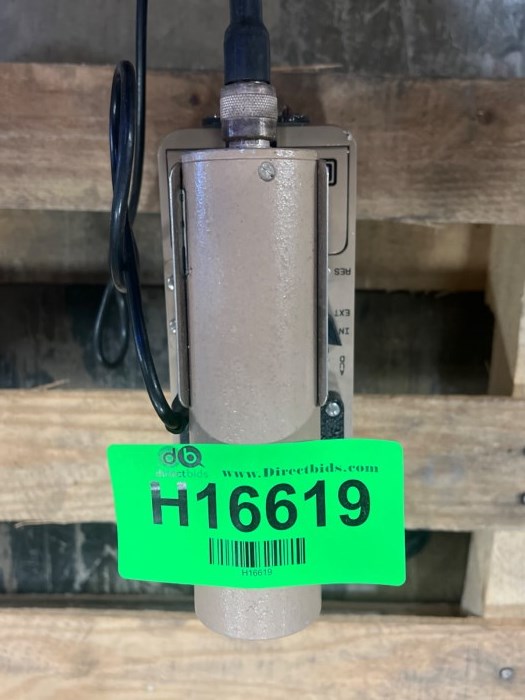 RES
EXT
IN
db
directbids
www.Directbids.com
H16619
H16619